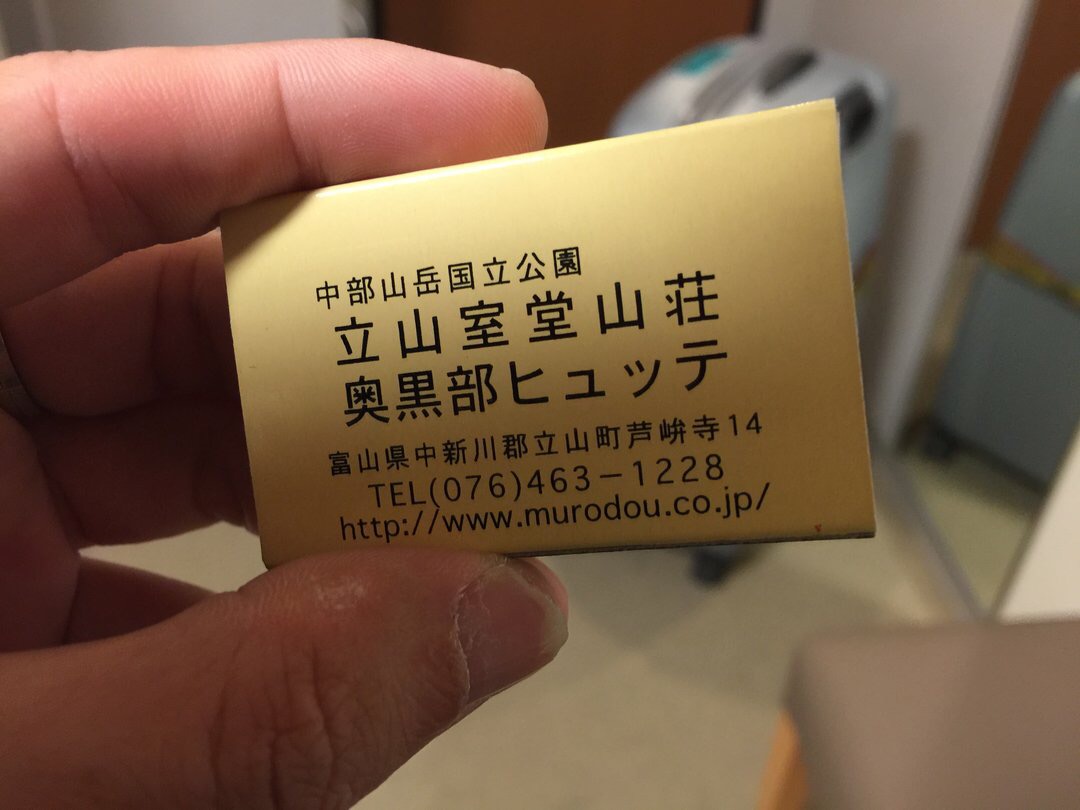 中部山岳国立公園
立山室堂山荘
奥黒部ヒュッテ
富山県中新川郡立山町芦峅寺14
TEL(076)463−1228
http://www.murodou.co.jp/